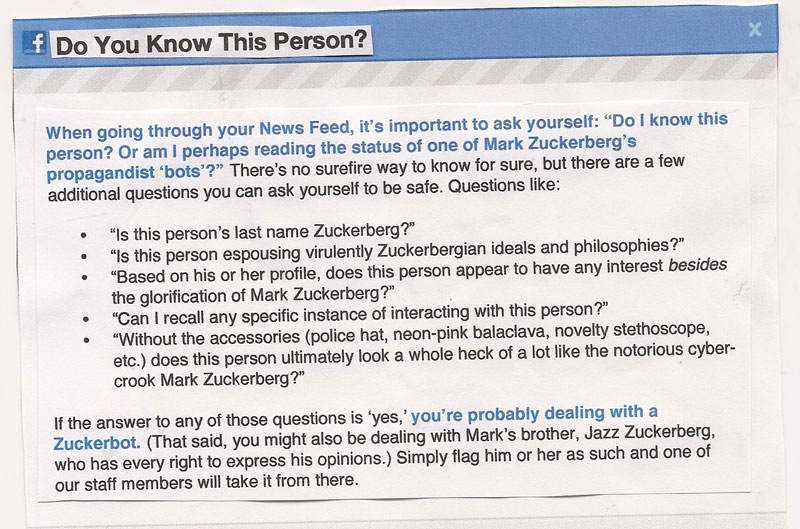 f Do You Know This Person? x
When going through your News Feed, it's important to ask yourself: “Do I know this
person? Or am I perhaps reading the status of one of Mark Zuckerberg's
propagandist ‘bots’?” There's no surefire way to know for sure, but there are a few
additional questions you can ask yourself to be safe. Questions like:
• “Is this person's last name Zuckerberg?”
• “Is this person espousing virulently Zuckerbergian ideals and philosophies?”
• “Based on his or her profile, does this person appear to have any interest besides
the glorification of Mark Zuckerberg?”
• “Can I recall any specific instance of interacting with this person?”
• “Without the accessories (police hat, neon-pink balaclava, novelty stethoscope,
etc.) does this person ultimately look a whole heck of a lot like the notorious cyber-
crook Mark Zuckerberg?”
If the answer to any of those questions is ‘yes,’ you're probably dealing with a
Zuckerbot. (That said, you might also be dealing with Mark's brother, Jazz Zuckerberg,
who has every right to express his opinions.) Simply flag him or her as such and one of
our staff members will take it from there.